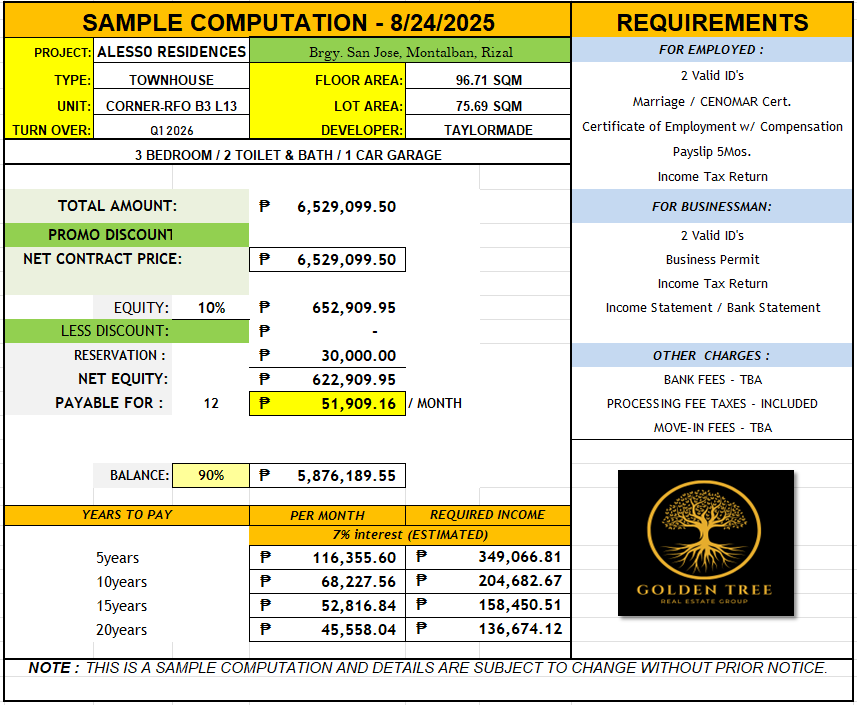 SAMPLE COMPUTATION - 8/24/2025
PROJECT: ALESSO RESIDENCES Brgy. San Jose, Montalban, Rizal
TYPE: TOWNHOUSE FLOOR AREA: 96.71 SQM
UNIT: CORNER-RFO B3 L13 LOT AREA: 75.69 SQM
TURN OVER: Q1 2026 DEVELOPER: TAYLORMADE
3 BEDROOM / 2 TOILET & BATH / 1 CAR GARAGE
TOTAL AMOUNT: ₱ 6,529,099.50
PROMO DISCOUNT
NET CONTRACT PRICE: ₱ 6,529,099.50
EQUITY: 10% ₱ 652,909.95
LESS DISCOUNT: ₱ -
RESERVATION : ₱ 30,000.00
NET EQUITY: ₱ 622,909.95
PAYABLE FOR : 12 ₱ 51,909.16 / MONTH
BALANCE: 90% ₱ 5,876,189.55
YEARS TO PAY PER MONTH REQUIRED INCOME
7% interest (ESTIMATED)
5years ₱ 116,355.60 ₱ 349,066.81
10years ₱ 68,227.56 ₱ 204,682.67
15years ₱ 52,816.84 ₱ 158,450.51
20years ₱ 45,558.04 ₱ 136,674.12
REQUIREMENTS
FOR EMPLOYED :
2 Valid ID's
Marriage / CENOMAR Cert.
Certificate of Employment w/ Compensation
Payslip 5Mos.
Income Tax Return
FOR BUSINESSMAN:
2 Valid ID's
Business Permit
Income Tax Return
Income Statement / Bank Statement
OTHER CHARGES :
BANK FEES - TBA
PROCESSING FEE TAXES - INCLUDED
MOVE-IN FEES - TBA
GOLDEN TREE
REAL ESTATE GROUP
NOTE : THIS IS A SAMPLE COMPUTATION AND DETAILS ARE SUBJECT TO CHANGE WITHOUT PRIOR NOTICE.